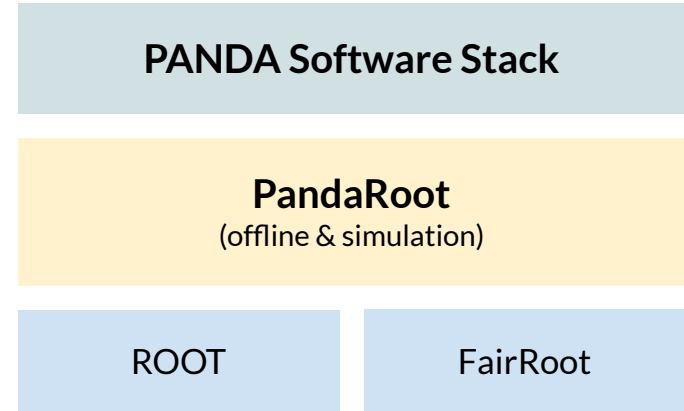 PANDA Software Stack
PandaRoot
(offline & simulation)
ROOT
FairRoot